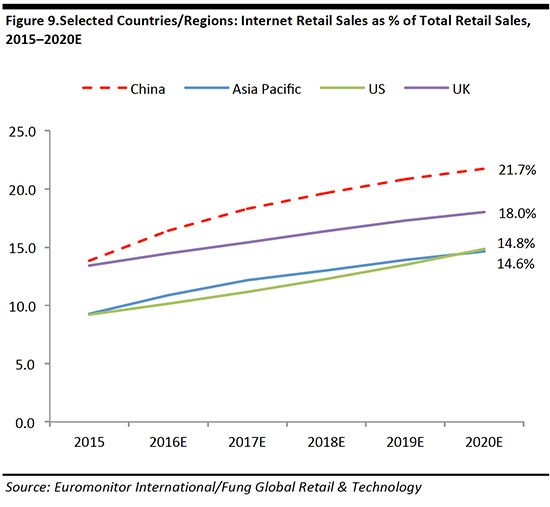 Figure 9.Selected Countries/Regions: Internet Retail Sales as % of Total Retail Sales,
2015–2020E
China Asia Pacific US UK
25.0
21.7%
20.0
18.0%
15.0
14.8%
14.6%
10.0
5.0
0.0
2015 2016E 2017E 2018E 2019E 2020E
Source: Euromonitor International/Fung Global Retail & Technology